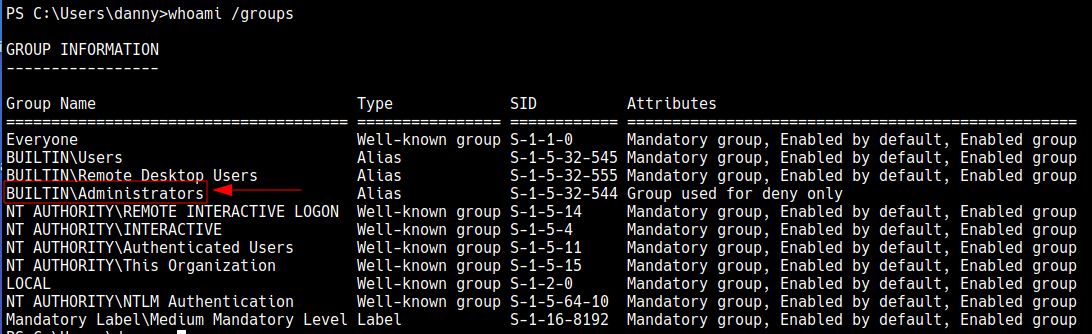 PS C:\Users\danny>whoami /groups
GROUP INFORMATION
-----------------
Group Name Type SID Attributes
====================================== ================ ============ ==================================================
Everyone Well-known group S-1-1-0 Mandatory group, Enabled by default, Enabled group
BUILTIN\Users Alias S-1-5-32-545 Mandatory group, Enabled by default, Enabled group
BUILTIN\Remote Desktop Users Alias S-1-5-32-555 Mandatory group, Enabled by default, Enabled group
BUILTIN\Administrators Alias S-1-5-32-544 Group used for deny only
NT AUTHORITY\REMOTE INTERACTIVE LOGON Well-known group S-1-5-14 Mandatory group, Enabled by default, Enabled group
NT AUTHORITY\INTERACTIVE Well-known group S-1-5-4 Mandatory group, Enabled by default, Enabled group
NT AUTHORITY\Authenticated Users Well-known group S-1-5-11 Mandatory group, Enabled by default, Enabled group
NT AUTHORITY\This Organization Well-known group S-1-5-15 Mandatory group, Enabled by default, Enabled group
LOCAL Well-known group S-1-2-0 Mandatory group, Enabled by default, Enabled group
NT AUTHORITY\NTLM Authentication Well-known group S-1-5-64-10 Mandatory group, Enabled by default, Enabled group
Mandatory Label\Medium Mandatory Level Label S-1-16-8192 Mandatory group, Enabled by default, Enabled group